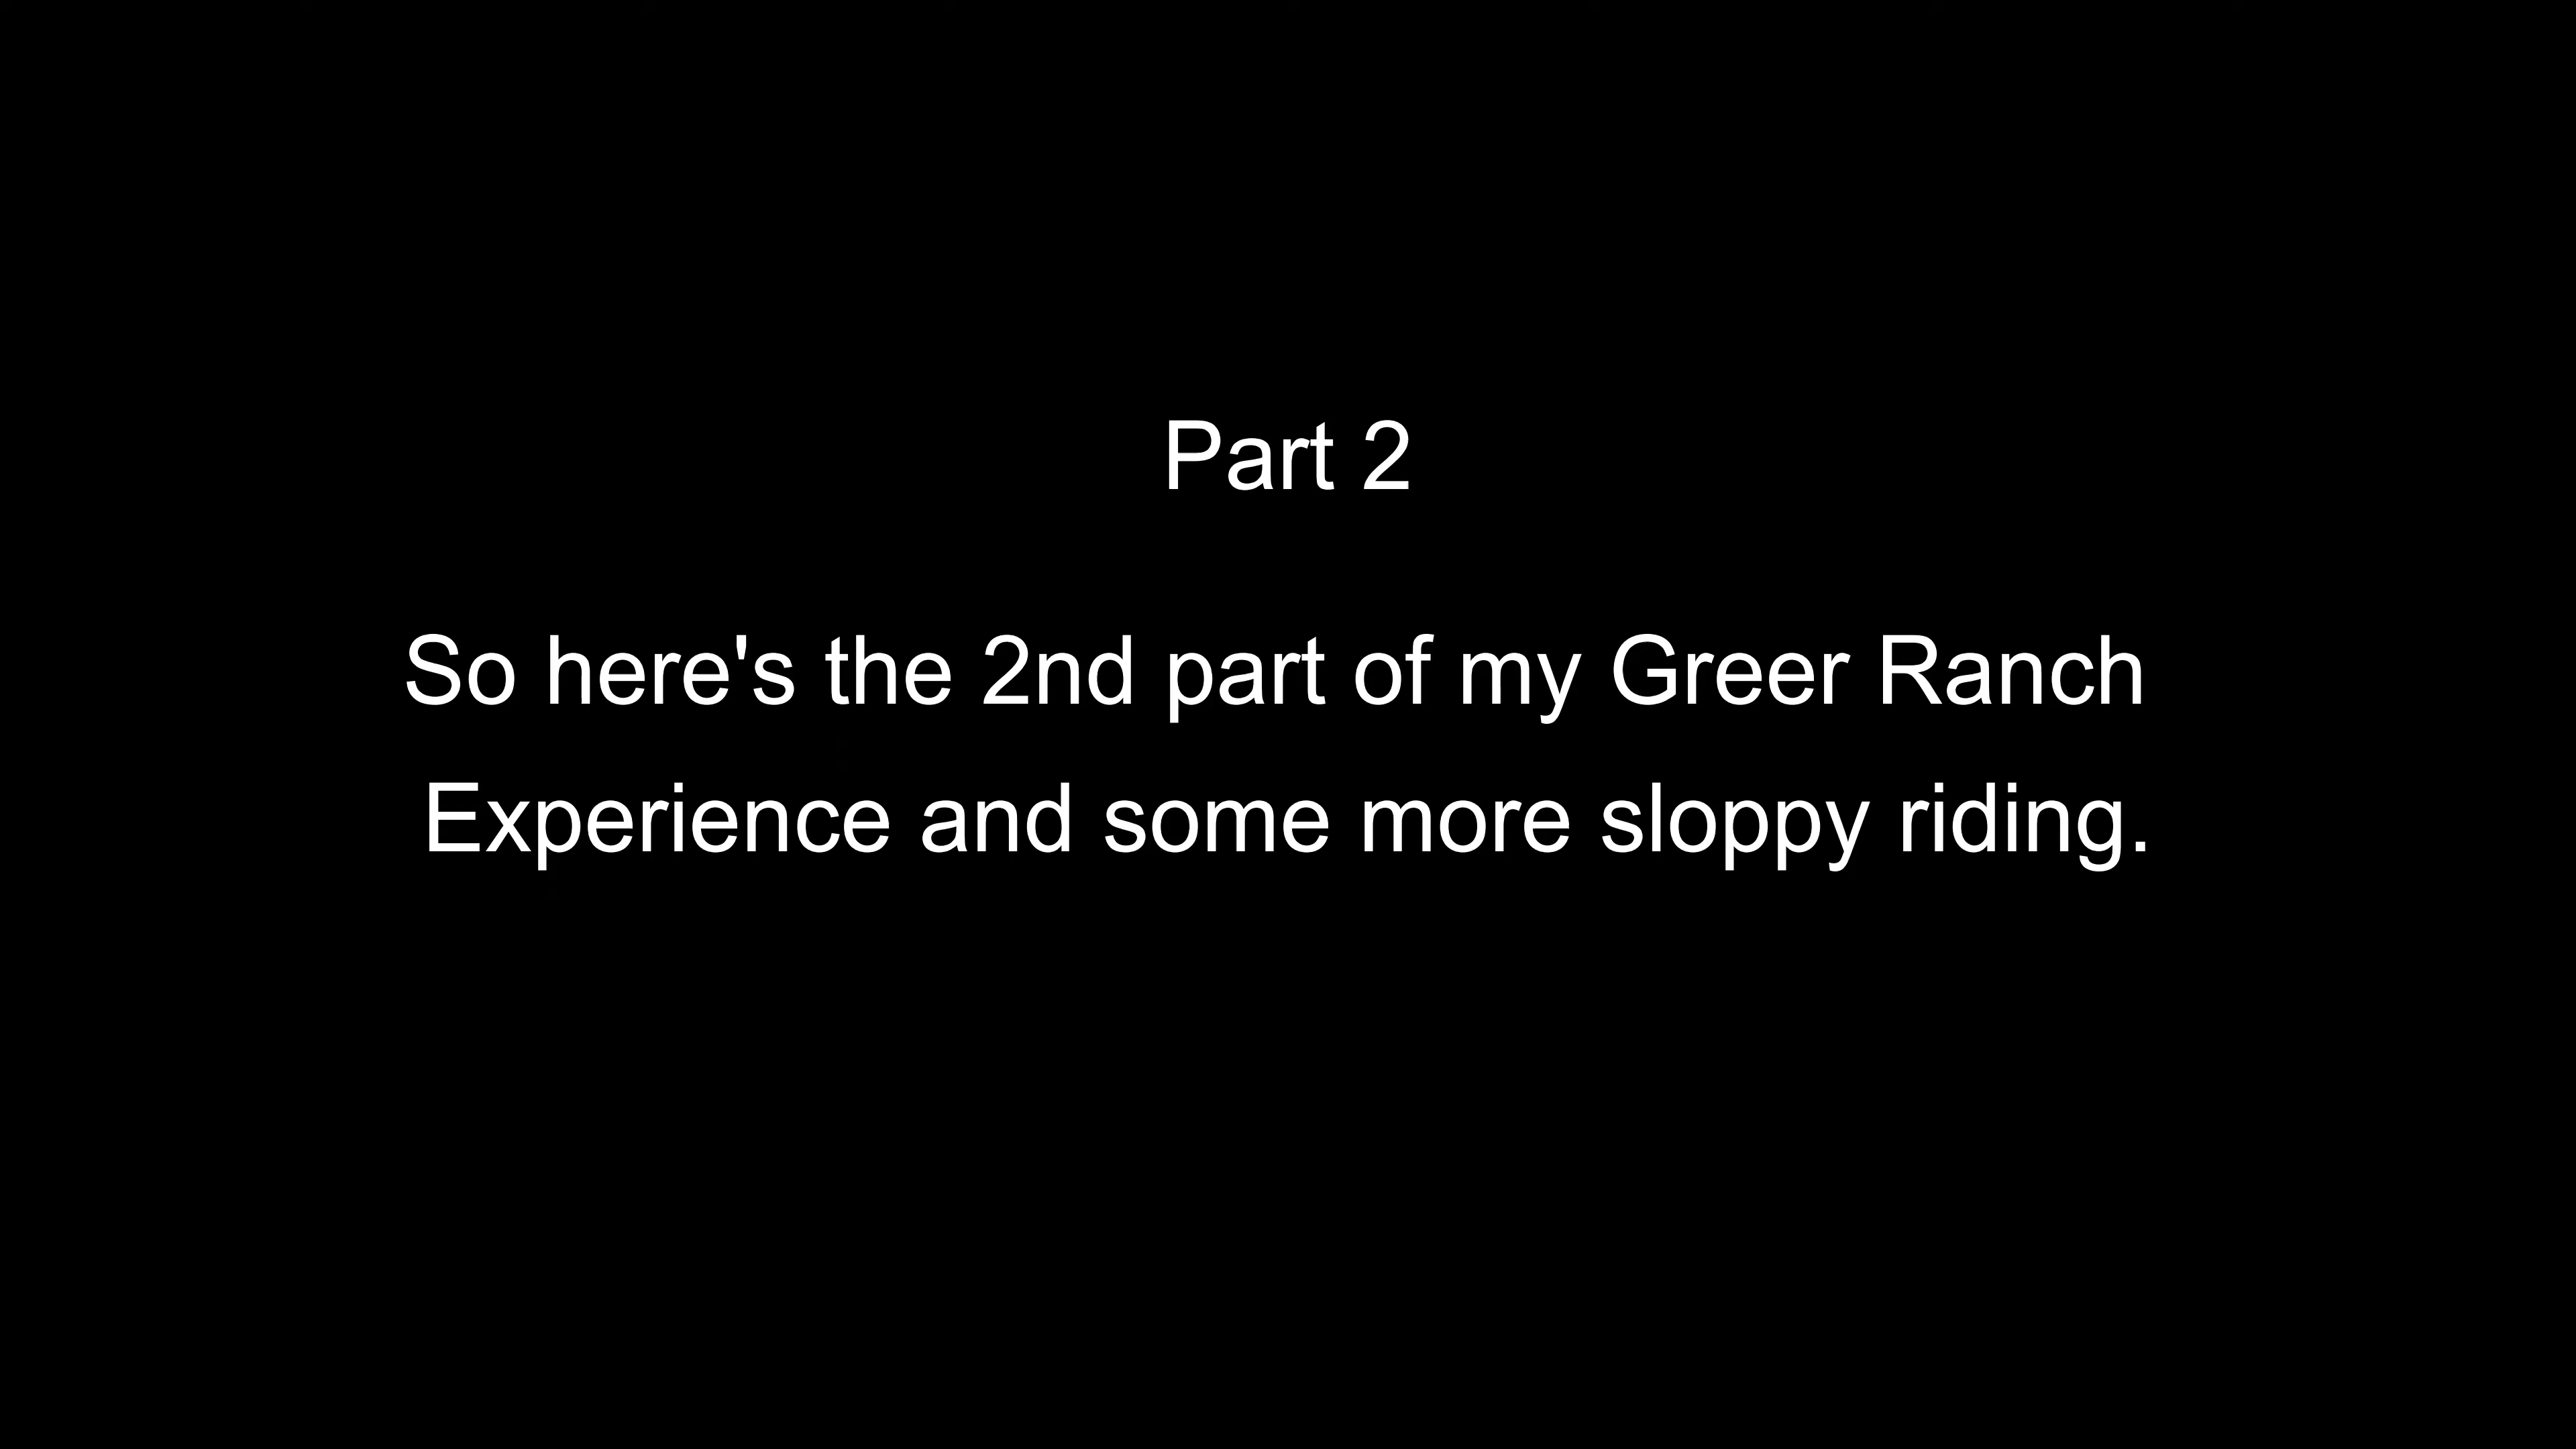 Part 2
So here's the 2nd part of my Greer Ranch
Experience and some more sloppy riding.